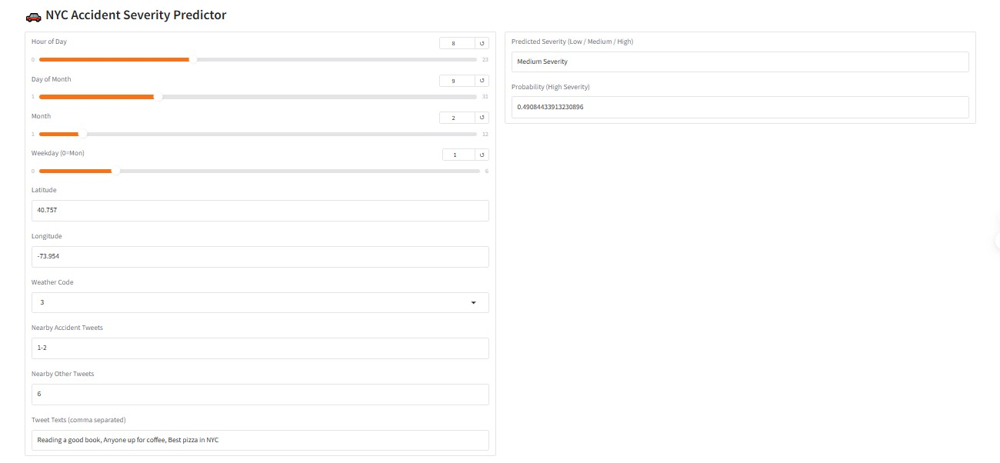 NYC Accident Severity Predictor
Hour of Day
8
↺
0
23
Day of Month
9
↺
1
31
Month
2
↺
1
12
Weekday (0=Mon)
1
↺
0
6
Latitude
40.757
Longitude
-73.954
Weather Code
3
Nearby Accident Tweets
1-2
Nearby Other Tweets
6
Tweet Texts (comma separated)
Reading a good book, Anyone up for coffee, Best pizza in NYC
Predicted Severity (Low / Medium / High)
Medium Severity
Probability (High Severity)
0.49084433913230896